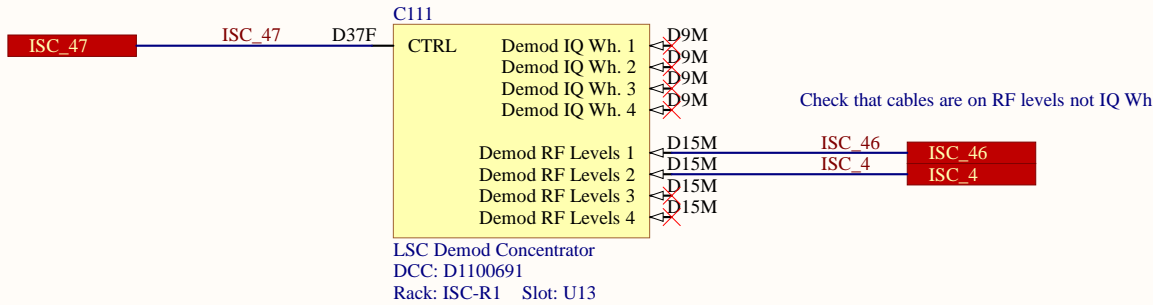 C111
ISC_47 ISC_47 D37F CTRL Demod IQ Wh. 1 D9M
Demod IQ Wh. 2 D9M
Demod IQ Wh. 3 D9M
Demod IQ Wh. 4 D9M
Check that cables are on RF levels not IQ Wh
Demod RF Levels 1 D15M ISC_46 ISC_46
Demod RF Levels 2 D15M ISC_4 ISC_4
Demod RF Levels 3 D15M
Demod RF Levels 4 D15M
LSC Demod Concentrator
DCC: D1100691
Rack: ISC-R1 Slot: U13